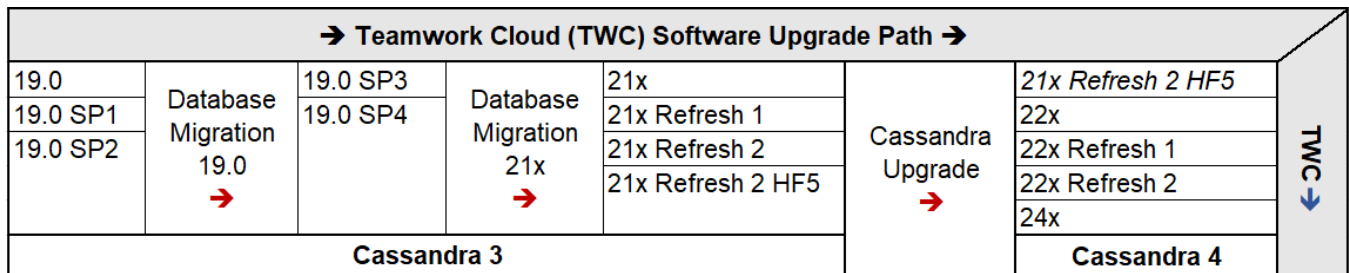 ➔ Teamwork Cloud (TWC) Software Upgrade Path ➔
19.0
19.0 SP1
19.0 SP2
Database
Migration
19.0
➔
19.0 SP3
19.0 SP4
Database
Migration
21x
➔
21x
21x Refresh 1
21x Refresh 2
21x Refresh 2 HF5
Cassandra 3
Cassandra
Upgrade
➔
21x Refresh 2 HF5
22x
22x Refresh 1
22x Refresh 2
24x
Cassandra 4
TWC ➔